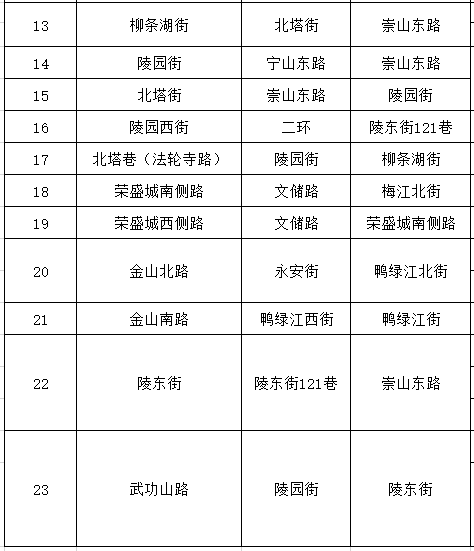 13 柳条湖街 北塔街 崇山东路
14 陵园街 宁山东路 崇山东路
15 北塔街 崇山东路 陵园街
16 陵园西街 二环 陵东街121巷
17 北塔巷（法轮寺路） 陵园街 柳条湖街
18 荣盛城南侧路 文储路 梅江北街
19 荣盛城西侧路 文储路 荣盛城南侧路
20 金山北路 永安街 鸭绿江北街
21 金山南路 鸭绿江西街 鸭绿江街
22 陵东街 陵东街121巷 崇山东路
23 武功山路 陵园街 陵东街